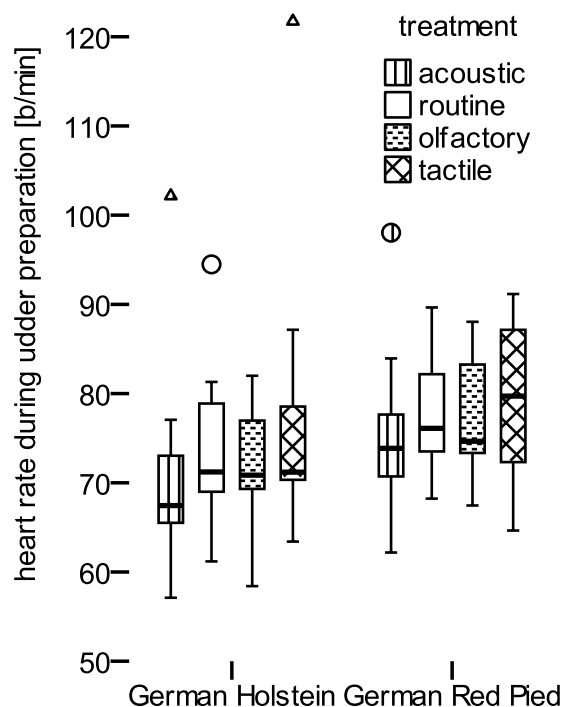 treatment
acoustic
routine
olfactory
tactile
heart rate during udder preparation [b/min]
120
110
100
90
80
70
60
50
German Holstein German Red Pied